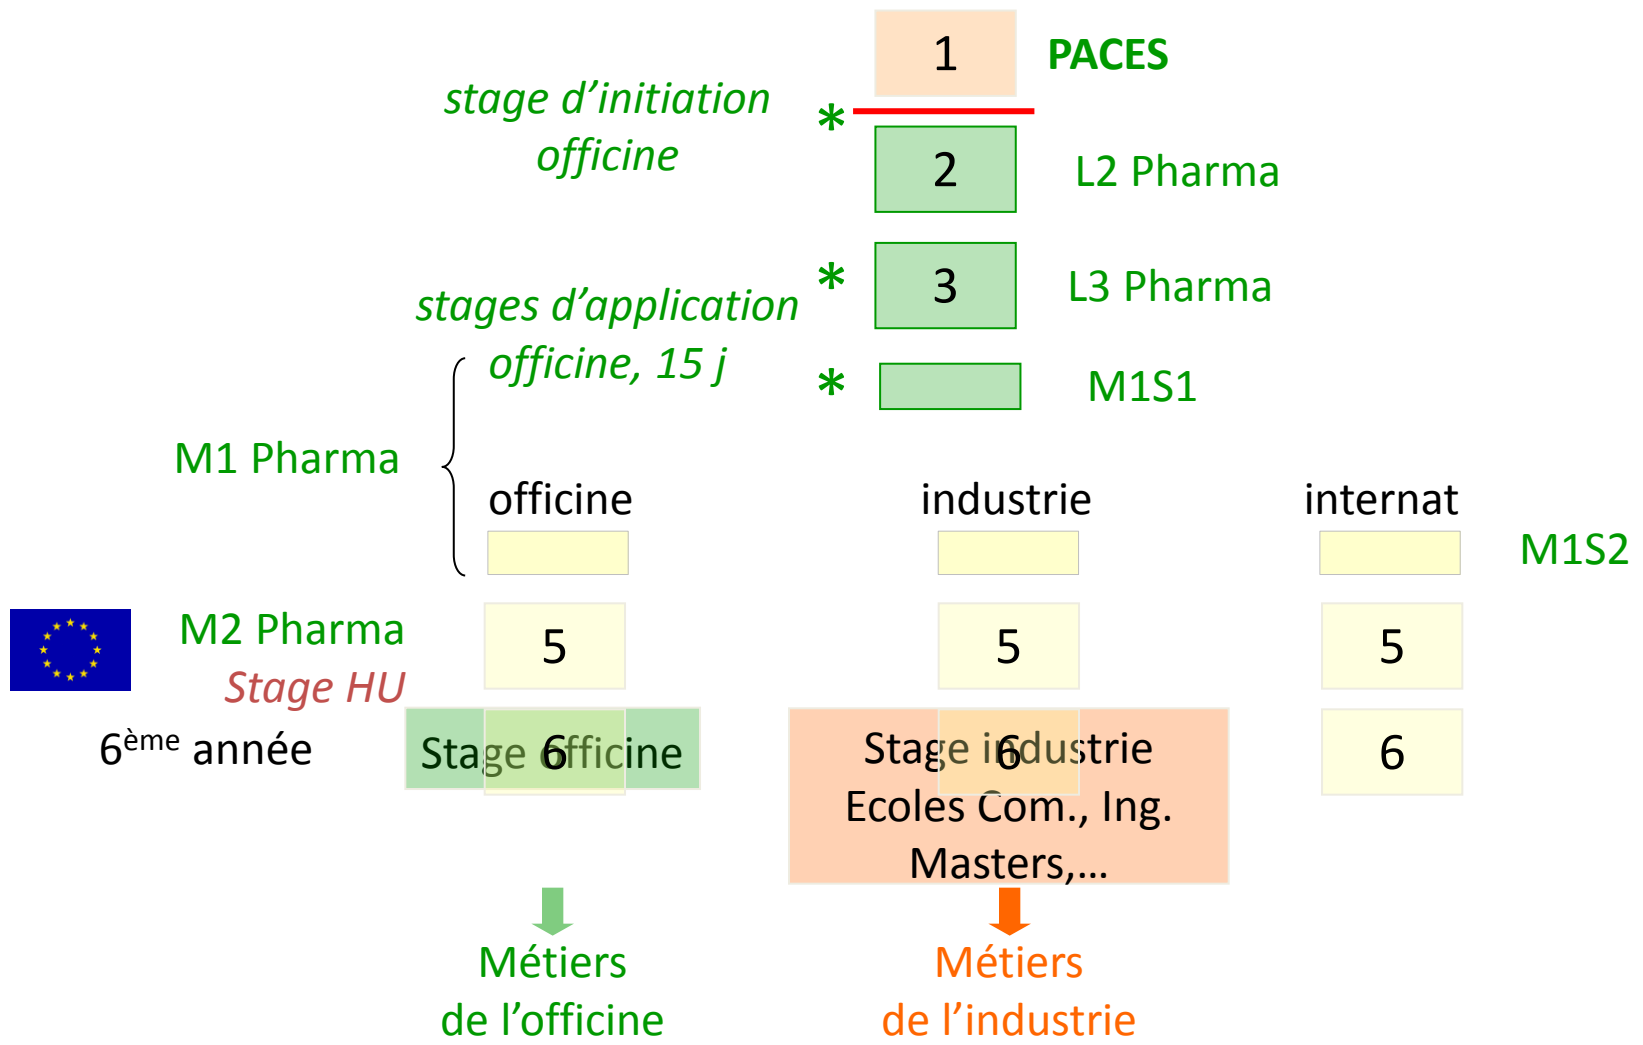 1 PACES
stage d’initiation
officine
*
2 L2 Pharma
* 3 L3 Pharma
stages d’application
officine, 15 j
* M1S1
M1 Pharma
officine industrie internat
M1S2
M2 Pharma 5 5 5
Stage HU
6ème année Stage officine 6 Stage industrie 6 6
Ecoles Com., Ing.
Masters,…
Métiers Métiers
de l’officine de l’industrie